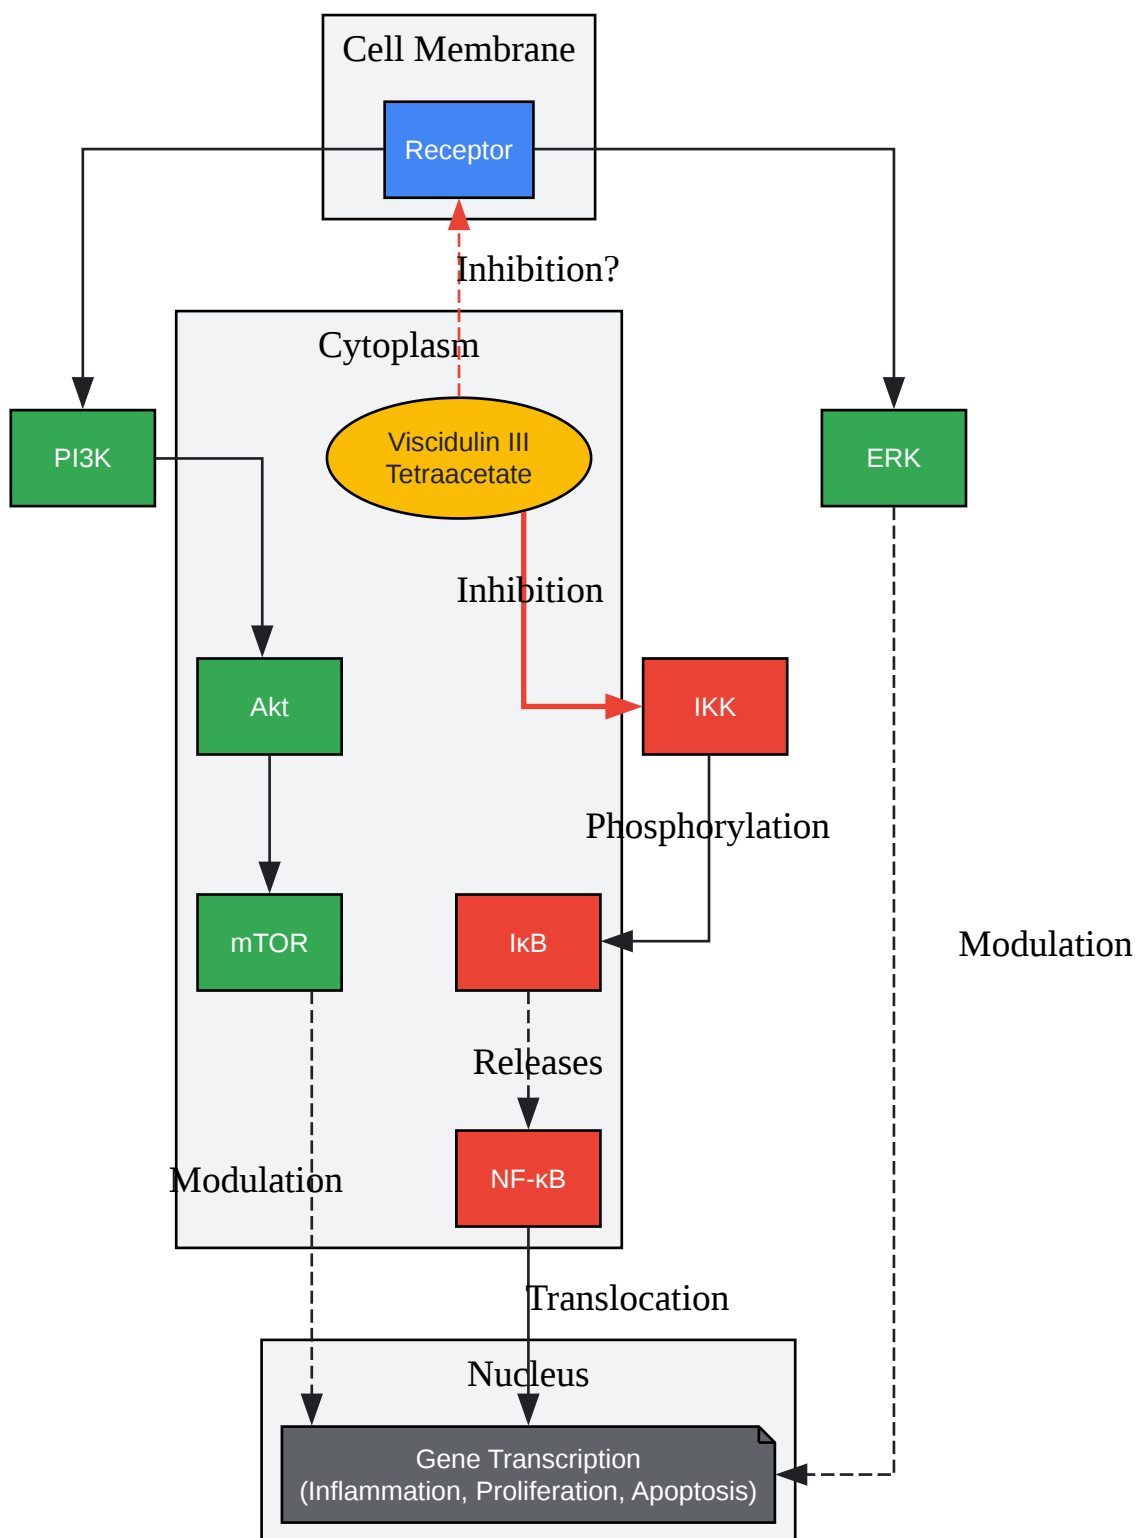 Cell Membrane
Receptor
Inhibition?
Cytoplasm
PI3K
Viscidulin III
Tetraacetate
ERK
Inhibition
Akt
IKK
Phosphorylation
mTOR
IκB
Modulation
Releases
Modulation
NF-κB
Translocation
Nucleus
Gene Transcription
(Inflammation, Proliferation, Apoptosis)